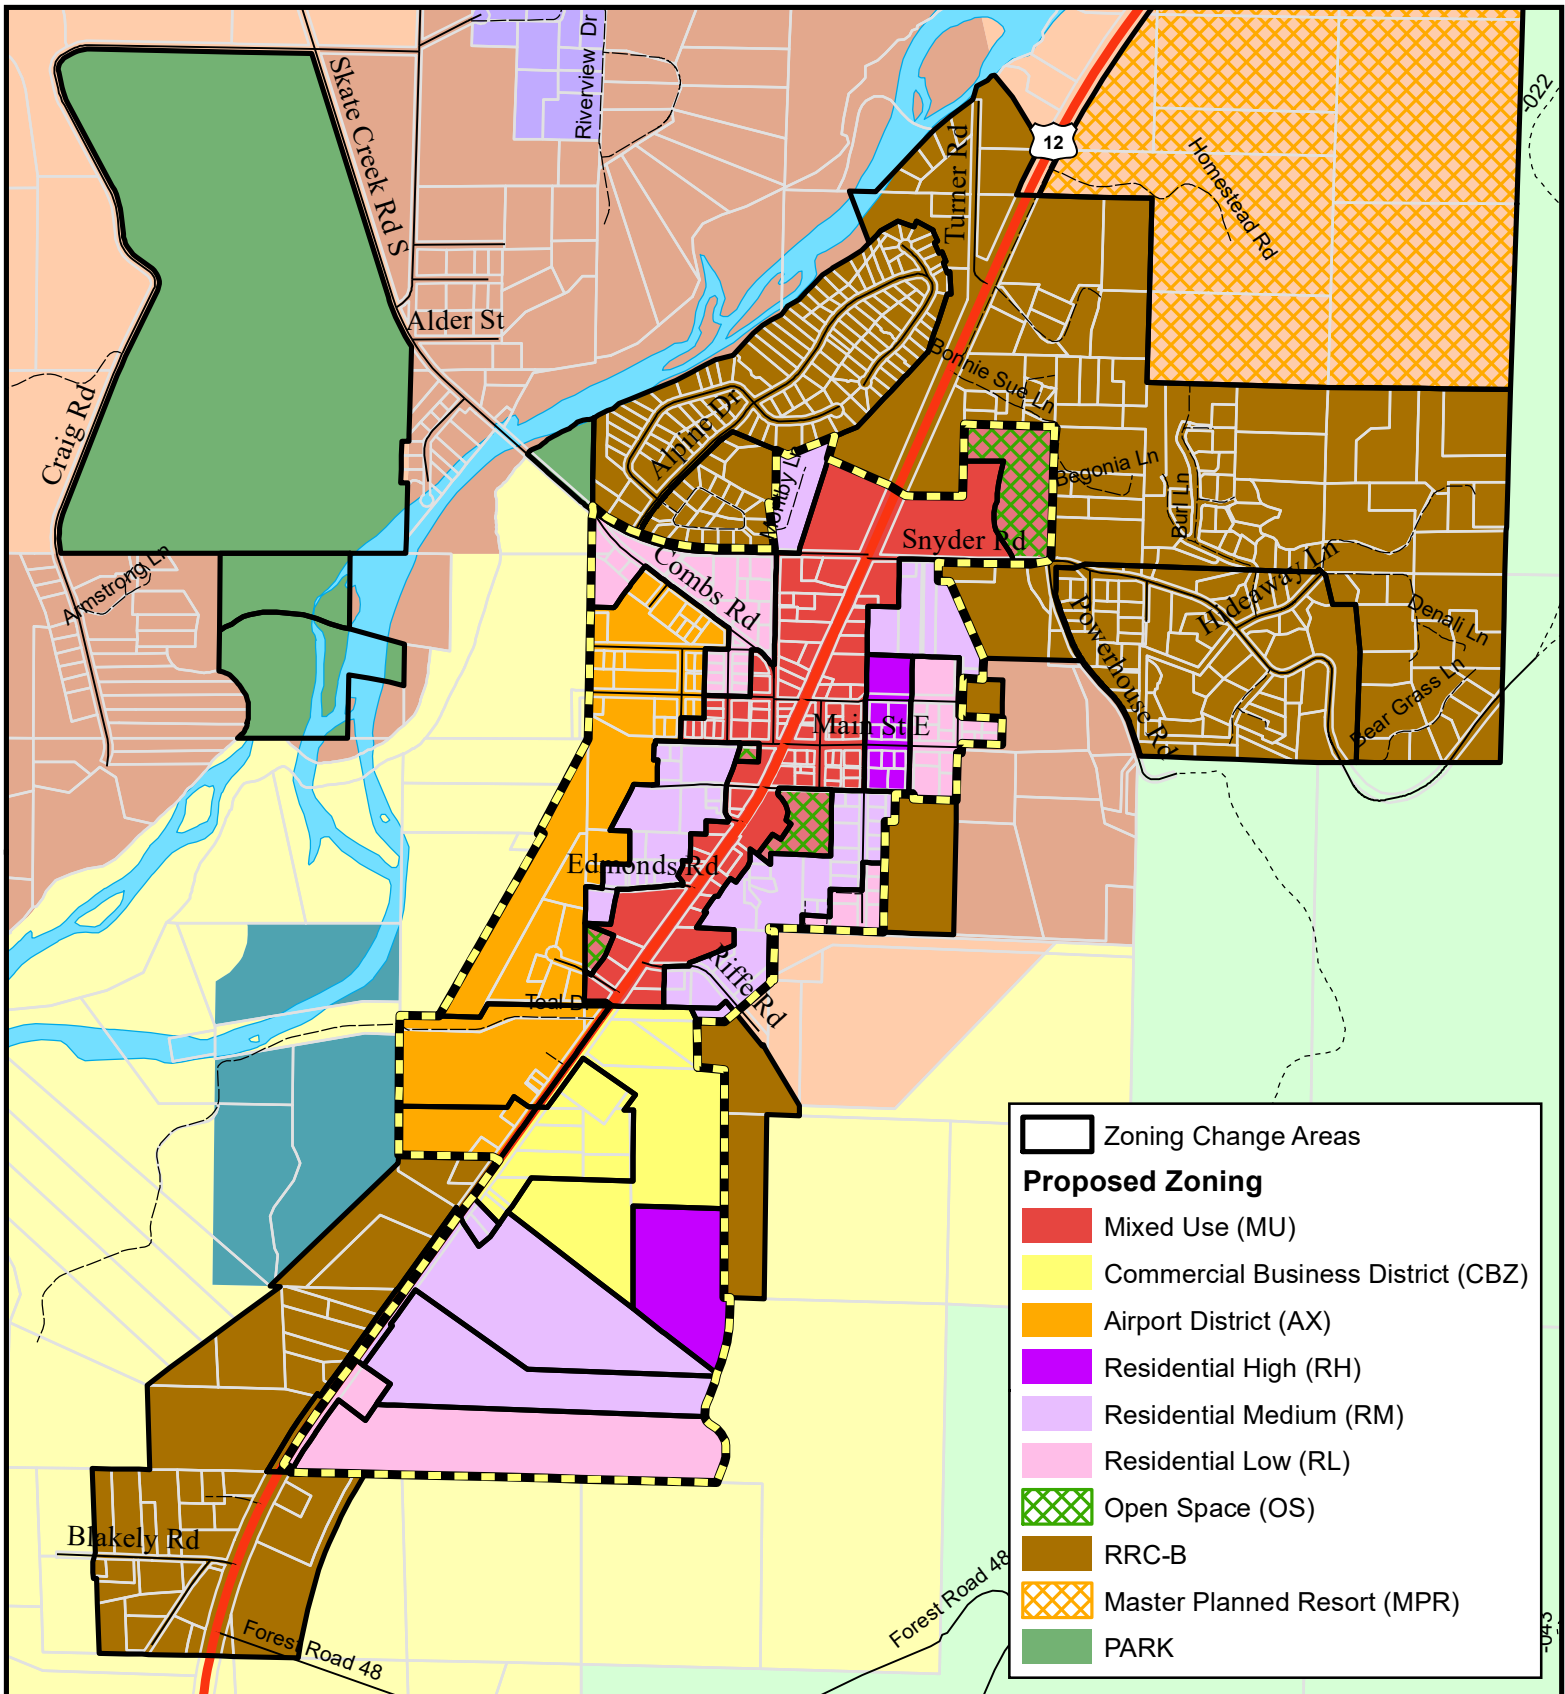 Riverview Dr
Skate Creek Rd S
-022
12
Turner Rd
Homestead Rd
Alder St
Bonnie Sue Ln
Craig Rd
Alpine Dr
Begonia Ln
Burl Ln
Snyder Rd
Combs Rd
Hideaway Ln
Armstrong Ln
Powerhouse Rd
Denali Ln
Bear Grass Ln
Main St E
Edmonds Rd
Riffe Rd
Teal D
Blakely Rd
Forest Road 48
Forest Road 48
-043
Zoning Change Areas
Proposed Zoning
Mixed Use (MU)
Commercial Business District (CBZ)
Airport District (AX)
Residential High (RH)
Residential Medium (RM)
Residential Low (RL)
Open Space (OS)
RRC-B
Master Planned Resort (MPR)
PARK